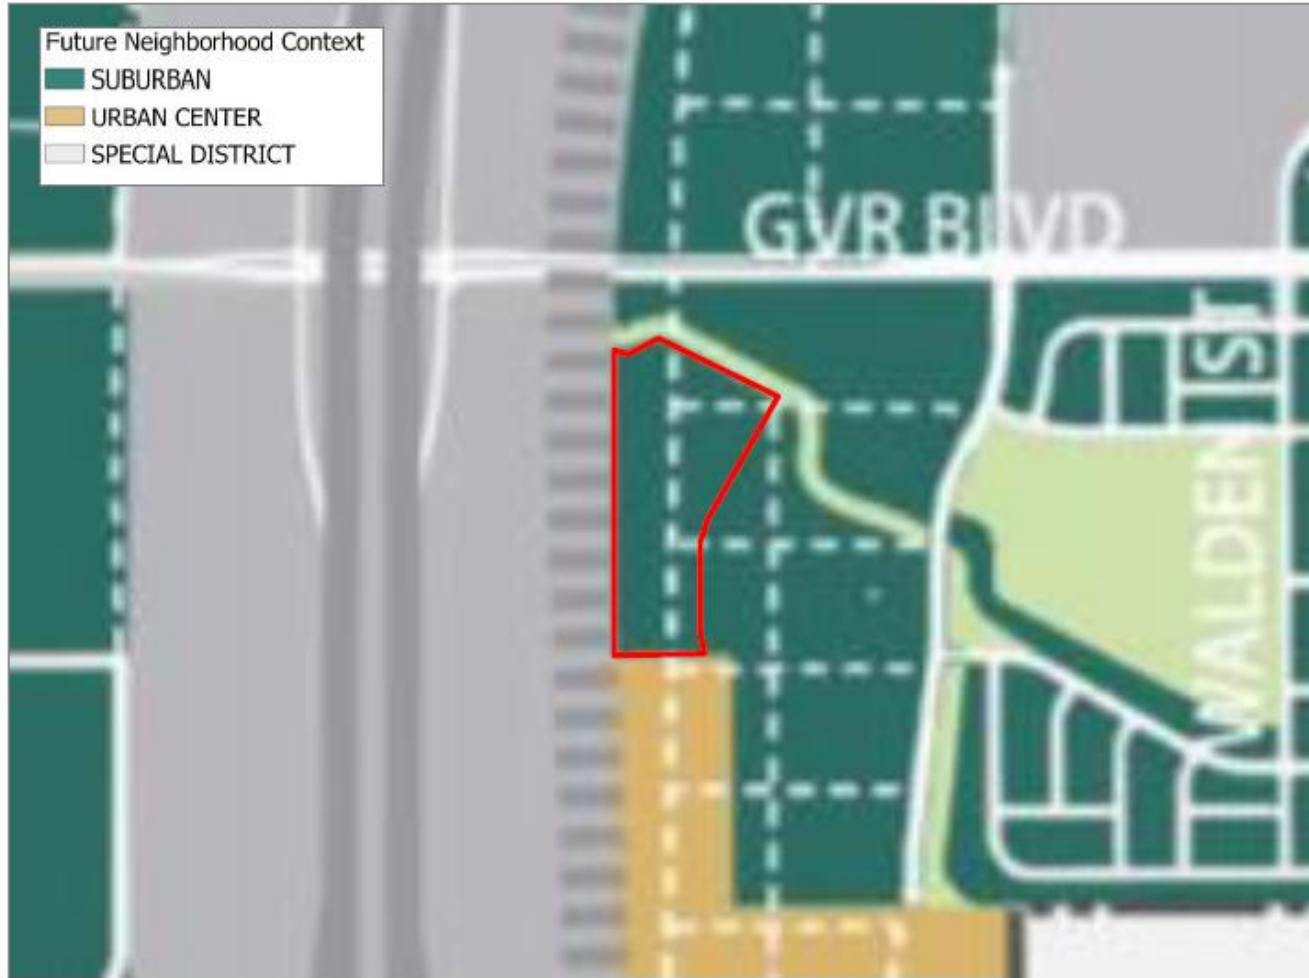 Future Neighborhood Context
SUBURBAN
URBAN CENTER
SPECIAL DISTRICT
GVR BLVD
WALDEN ST